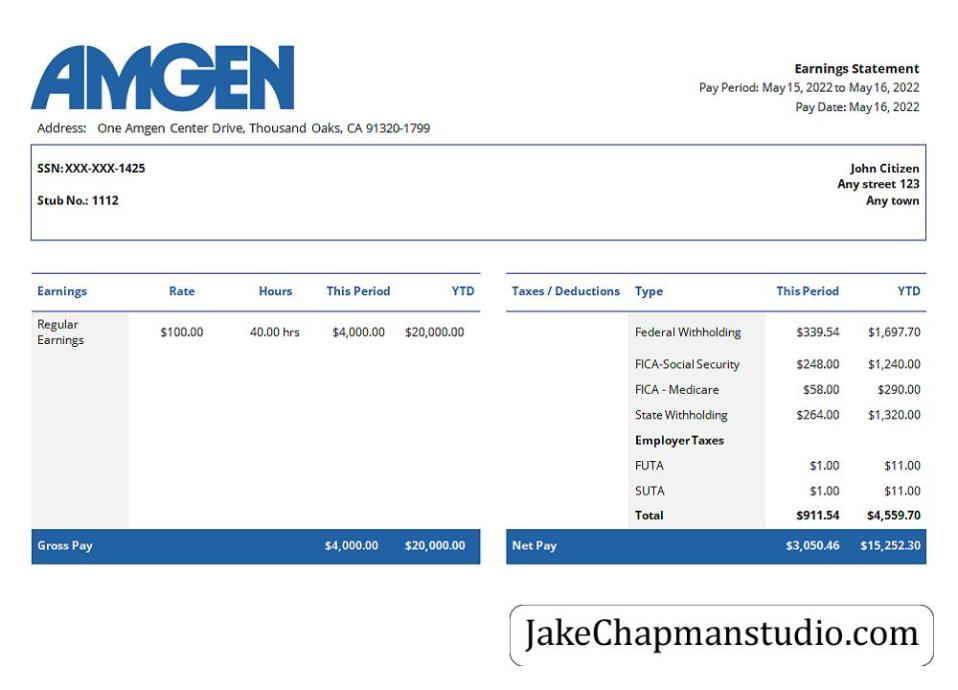 AMGEN
Earnings Statement
Pay Period: May 15, 2022 to May 16, 2022
Pay Date: May 16, 2022
Address: One Amgen Center Drive, Thousand Oaks, CA 91320-1799
SSN: XXX-XXX-1425
Stub No.: 1112
John Citizen
Any street 123
Any town
Earnings Rate Hours This Period YTD
Regular
Earnings
$100.00 40.00 hrs $4,000.00 $20,000.00
Gross Pay $4,000.00 $20,000.00
Taxes / Deductions Type This Period YTD
Federal Withholding $339.54 $1,697.70
FICA-Social Security $248.00 $1,240.00
FICA - Medicare $58.00 $290.00
State Withholding $264.00 $1,320.00
Employer Taxes
FUTA $1.00 $11.00
SUTA $1.00 $11.00
Total $911.54 $4,559.70
Net Pay $3,050.46 $15,252.30
JakeChapmanstudio.com